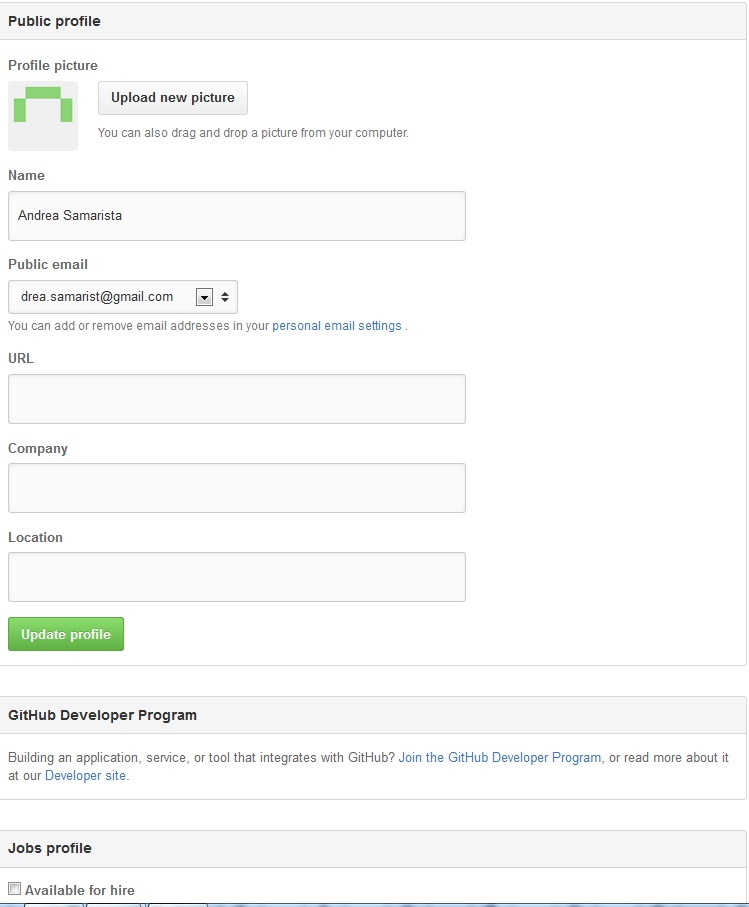 Public profile
Profile picture
Upload new picture
You can also drag and drop a picture from your computer.
Name
Andrea Samarista
Public email
drea.samarist@gmail.com
You can add or remove email addresses in your personal email settings .
URL
Company
Location
Update profile
GitHub Developer Program
Building an application, service, or tool that integrates with GitHub? Join the GitHub Developer Program, or read more about it
at our Developer site.
Jobs profile
Available for hire